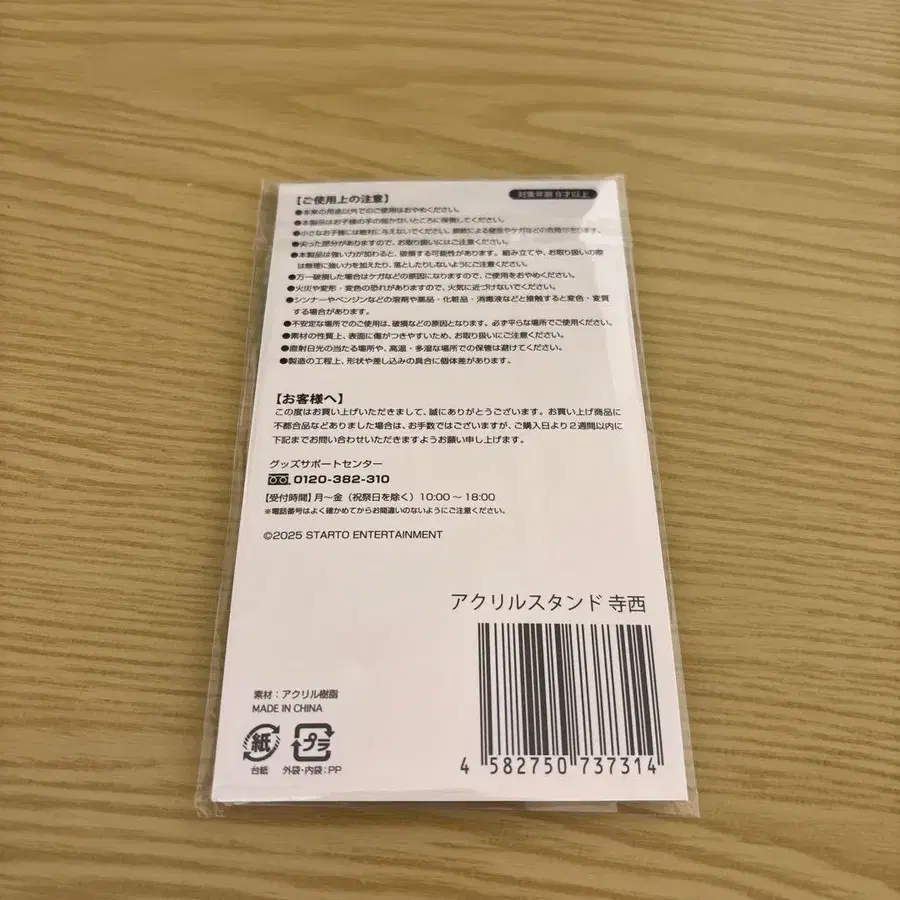 【ご使用上の注意】
対象年齢 8才以上
●本来の用途以外でのご使用はおやめください。
●本製品はお子様の手の届かないところに保管してください。
●小さなお子様には絶対に与えないでください。誤飲による窒息やケガなどの危険があります。
●尖った部分がありますので、お取り扱いにはご注意ください。
●本製品は強い力が加わると、破損する可能性があります。組み立てや、お取り扱いの際
は無理に強い力を加えたり、落としたりしないようにご注意ください。
●万一破損した場合はケガなどの原因になりますので、ご使用をおやめください。
●火災や変形・変色の恐れがありますので、火気に近づけないでください。
●シンナーやベンジンなどの溶剤や薬品・化粧品・消毒液などと接触すると変色・変質
する場合があります。
●不安定な場所でのご使用は、破損などの原因となります。必ず平らな場所でご使用ください。
●素材の性質上、表面に傷がつきやすいため、お取り扱いにご注意ください。
●直射日光の当たる場所や、高温・多湿な場所での保管は避けてください。
●製造の工程上、形状や差し込みの具合に個体差があります。
【お客様へ】
この度はお買い上げいただきまして、誠にありがとうございます。お買い上げ商品に
不都合品などありました場合は、お手数ではございますが、ご購入日より2週間以内に
下記までお問い合わせいただきますようお願い申し上げます。
グッズサポートセンター
0120-382-310
【受付時間】月～金（祝祭日を除く）10:00～18:00
※電話番号はよく確かめてからお間違いのないようにご注意ください。
©2025 STARTO ENTERTAINMENT
アクリルスタンド 寺西
素材：アクリル樹脂
MADE IN CHINA
紙
プラ
台紙
外袋・内袋：PP
4 582750 737314